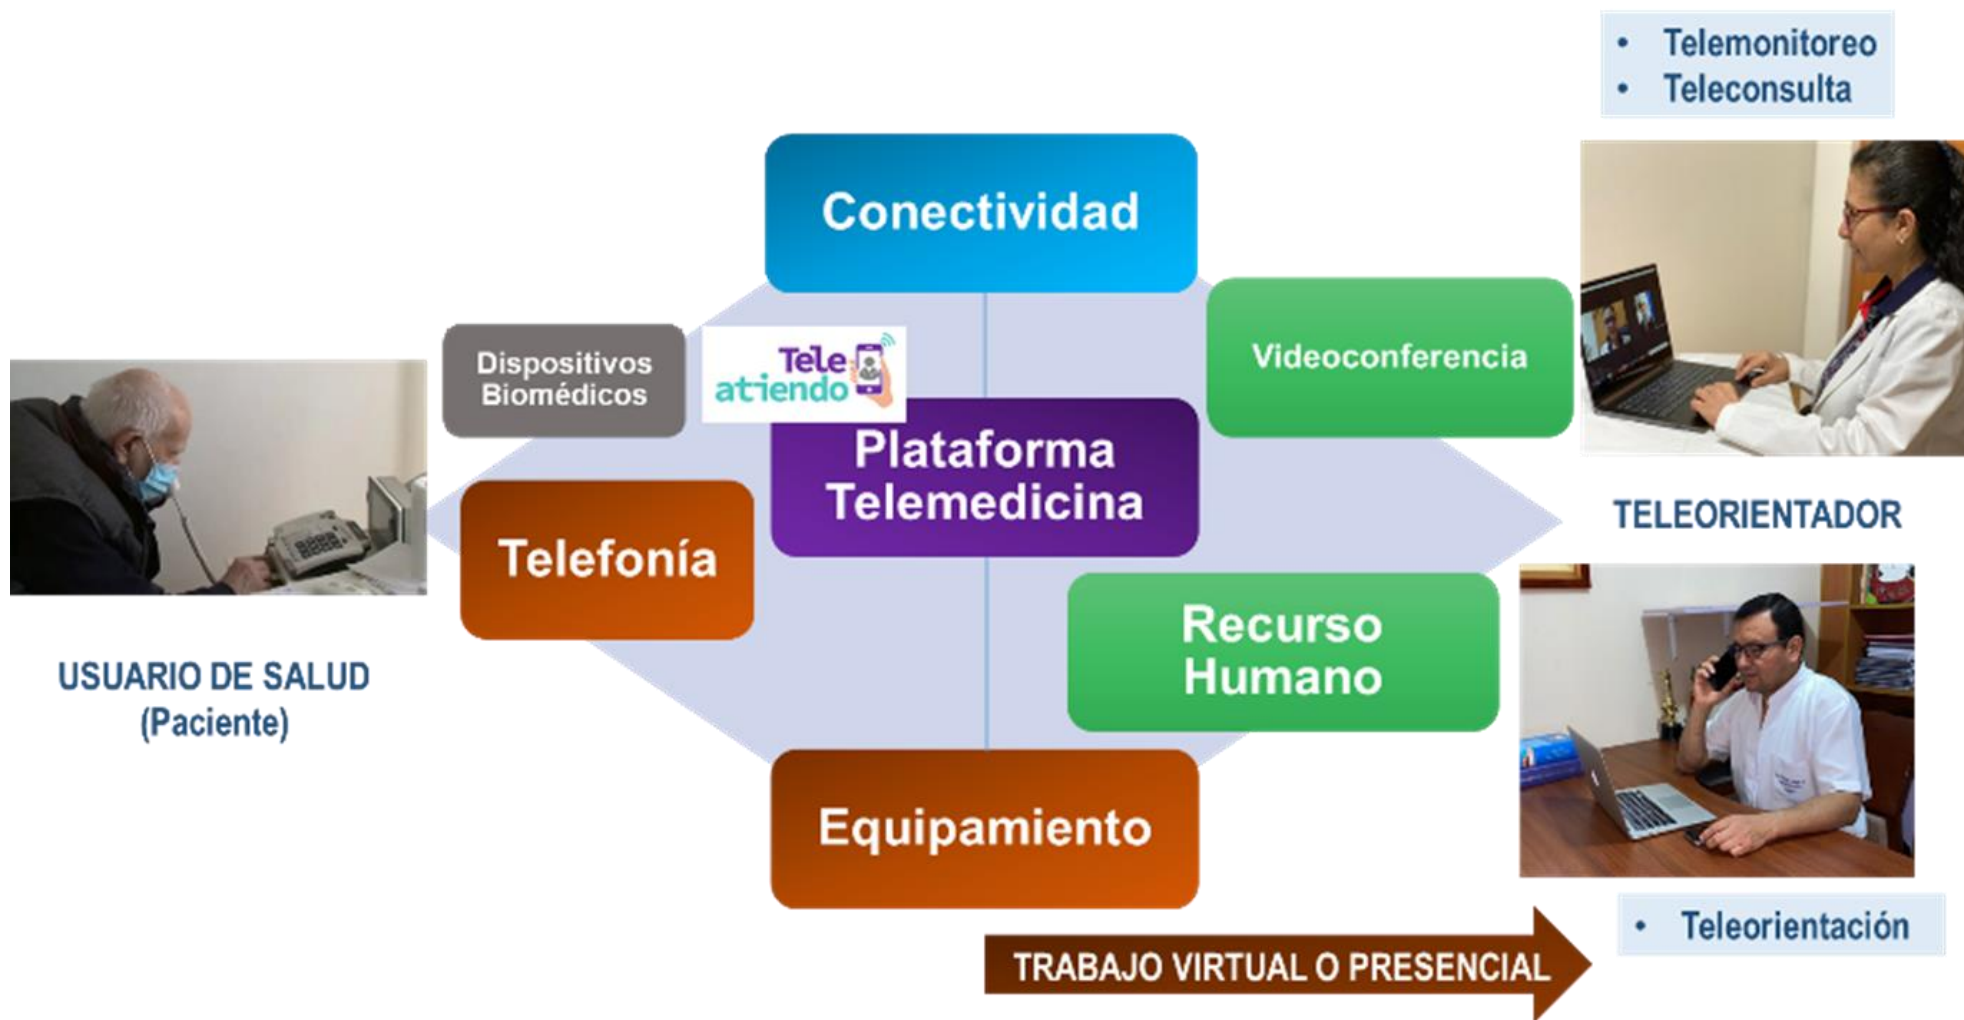 • Telemonitoreo
• Teleconsulta
Conectividad
Dispositivos
Biomédicos
Tele
atiendo
Videoconferencia
Plataforma
Telemedicina
Telefonía
TELEORIENTADOR
Recurso
Humano
USUARIO DE SALUD
(Paciente)
Equipamiento
• Teleorientación
TRABAJO VIRTUAL O PRESENCIAL